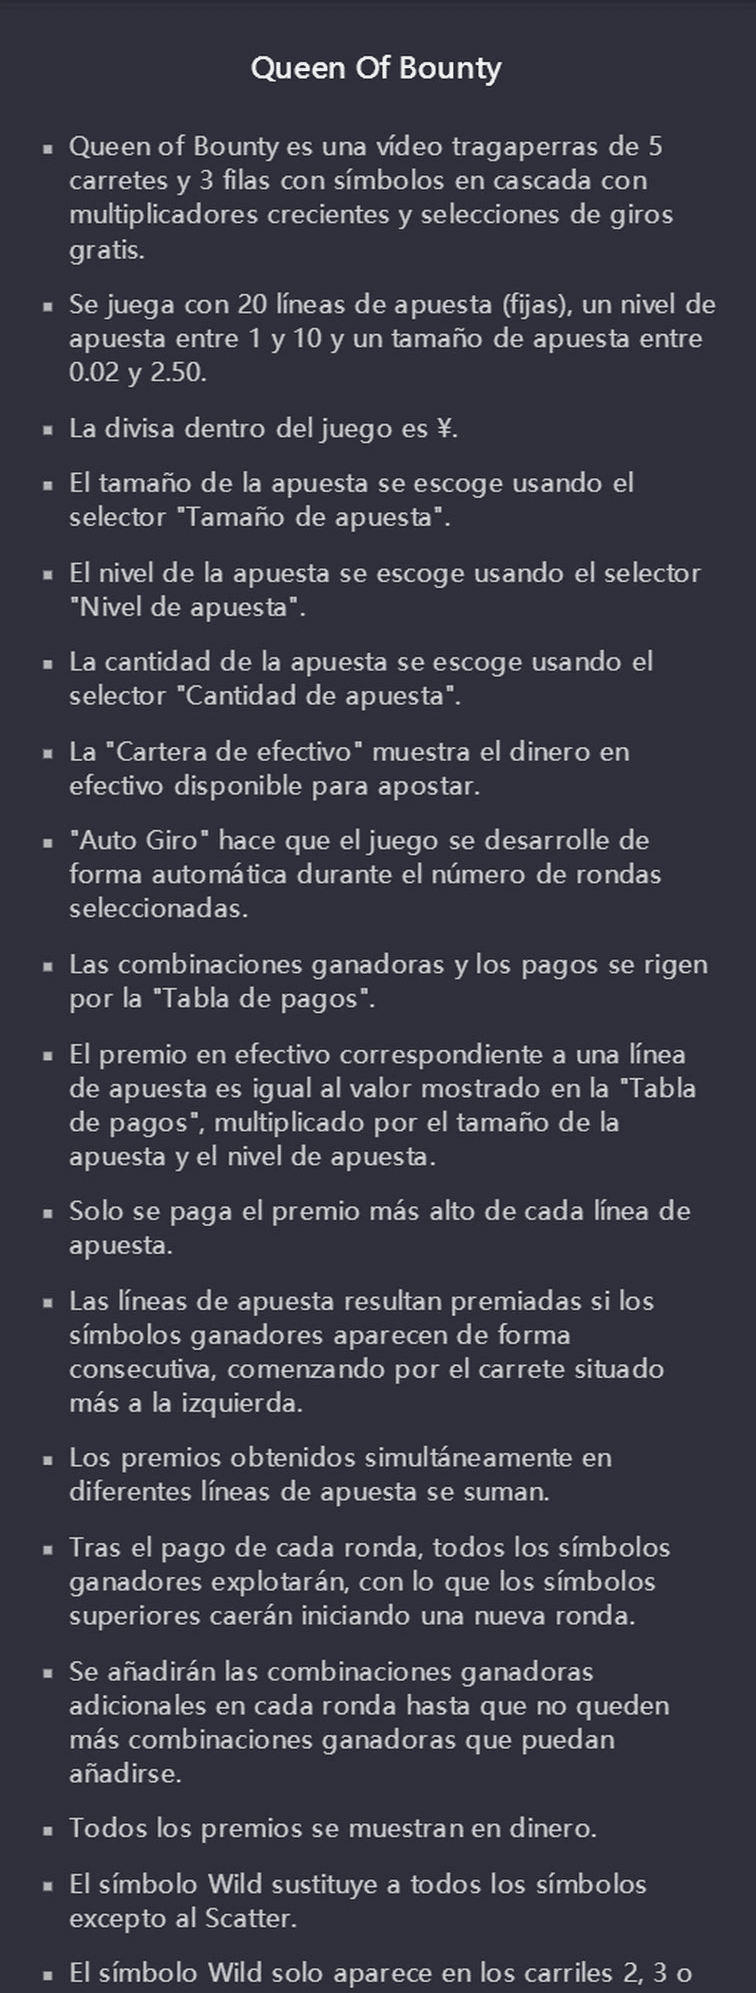 Queen Of Bounty
▪ Queen of Bounty es una vídeo tragaperras de 5
carretes y 3 filas con símbolos en cascada con
multiplicadores crecientes y selecciones de giros
gratis.
▪ Se juega con 20 líneas de apuesta (fijas), un nivel de
apuesta entre 1 y 10 y un tamaño de apuesta entre
0.02 y 2.50.
▪ La divisa dentro del juego es ¥.
▪ El tamaño de la apuesta se escoge usando el
selector "Tamaño de apuesta".
▪ El nivel de la apuesta se escoge usando el selector
"Nivel de apuesta".
▪ La cantidad de la apuesta se escoge usando el
selector "Cantidad de apuesta".
▪ La "Cartera de efectivo" muestra el dinero en
efectivo disponible para apostar.
▪ "Auto Giro" hace que el juego se desarrolle de
forma automática durante el número de rondas
seleccionadas.
▪ Las combinaciones ganadoras y los pagos se rigen
por la "Tabla de pagos".
▪ El premio en efectivo correspondiente a una línea
de apuesta es igual al valor mostrado en la "Tabla
de pagos", multiplicado por el tamaño de la
apuesta y el nivel de apuesta.
▪ Solo se paga el premio más alto de cada línea de
apuesta.
▪ Las líneas de apuesta resultan premiadas si los
símbolos ganadores aparecen de forma
consecutiva, comenzando por el carrete situado
más a la izquierda.
▪ Los premios obtenidos simultáneamente en
diferentes líneas de apuesta se suman.
▪ Tras el pago de cada ronda, todos los símbolos
ganadores explotarán, con lo que los símbolos
superiores caerán iniciando una nueva ronda.
▪ Se añadirán las combinaciones ganadoras
adicionales en cada ronda hasta que no queden
más combinaciones ganadoras que puedan
añadirse.
▪ Todos los premios se muestran en dinero.
▪ El símbolo Wild sustituye a todos los símbolos
excepto al Scatter.
▪ El símbolo Wild solo aparece en los carriles 2, 3 o